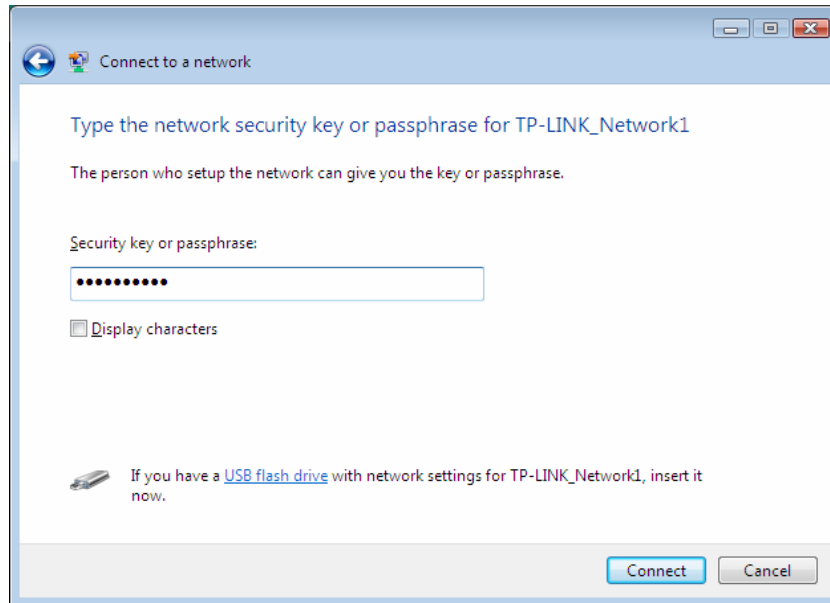 Connect to a network
Type the network security key or passphrase for TP-LINK_Network1
The person who setup the network can give you the key or passphrase.
Security key or passphrase:
••••••••••
Display characters
If you have a USB flash drive with network settings for TP-LINK_Network1, insert it
now.
Connect Cancel